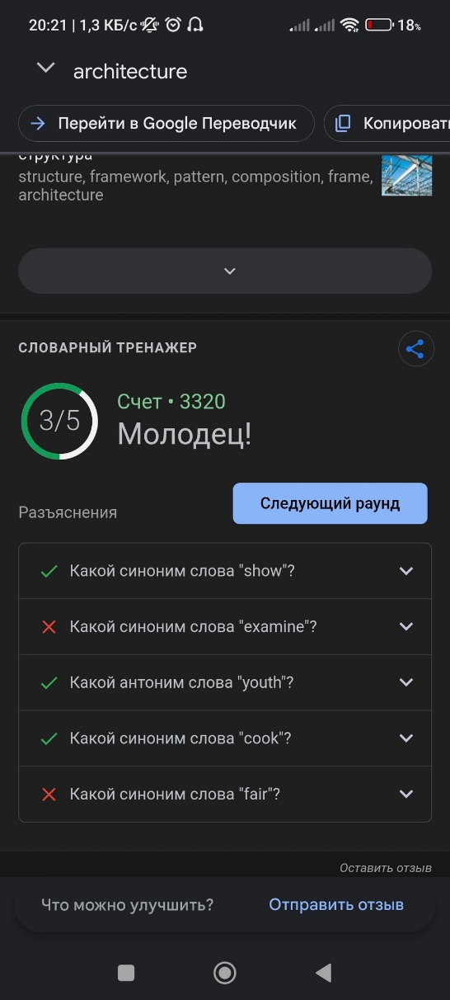 20:21 | 1,3 КБ/с
18%
architecture
Перейти в Google Переводчик
Копироват
структура
structure, framework, pattern, composition, frame,
architecture
СЛОВАРНЫЙ ТРЕНАЖЕР
3/5
Счет • 3320
Молодец!
Разъяснения
Следующий раунд
Какой синоним слова "show"?
Какой синоним слова "examine"?
Какой антоним слова "youth"?
Какой синоним слова "cook"?
Какой синоним слова "fair"?
Оставить отзыв
Что можно улучшить?
Отправить отзыв